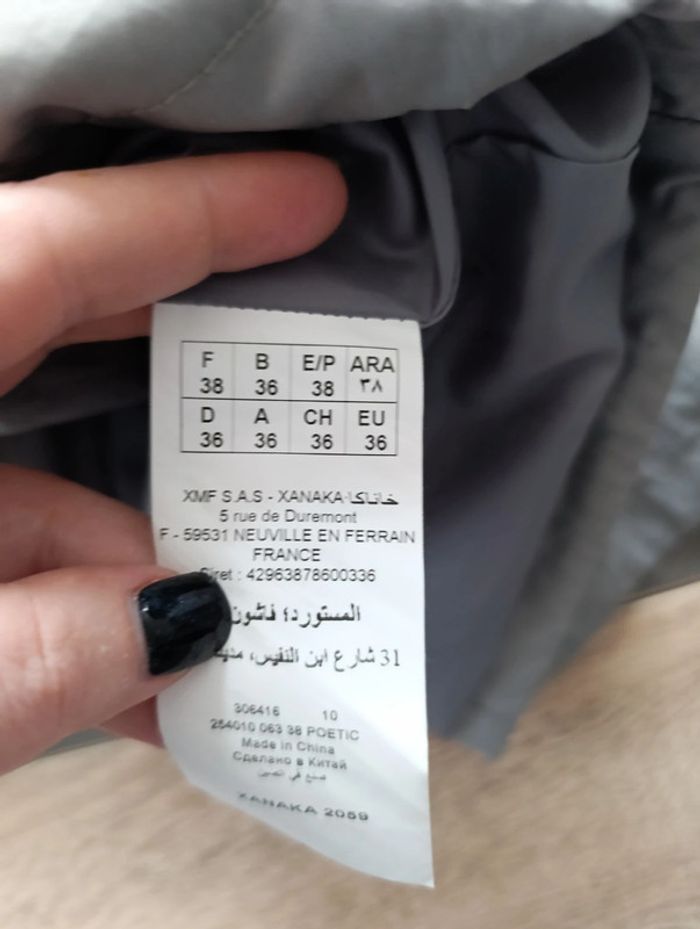 F B E/P ARA
38 36 38 ٣٨
D A CH EU
36 36 36 36
XMF S.A.S - XANAKA خاناكا
5 rue de Duremont
F - 59531 NEUVILLE EN FERRAIN
FRANCE
Siret : 42963878600336
المستورد؛ فاشون
31 شارع ابن النفيس،
306416 10
254010 063 38 POETIC
Made in China
Сделано в Китай
صنع في الصين
XANAKA 2059